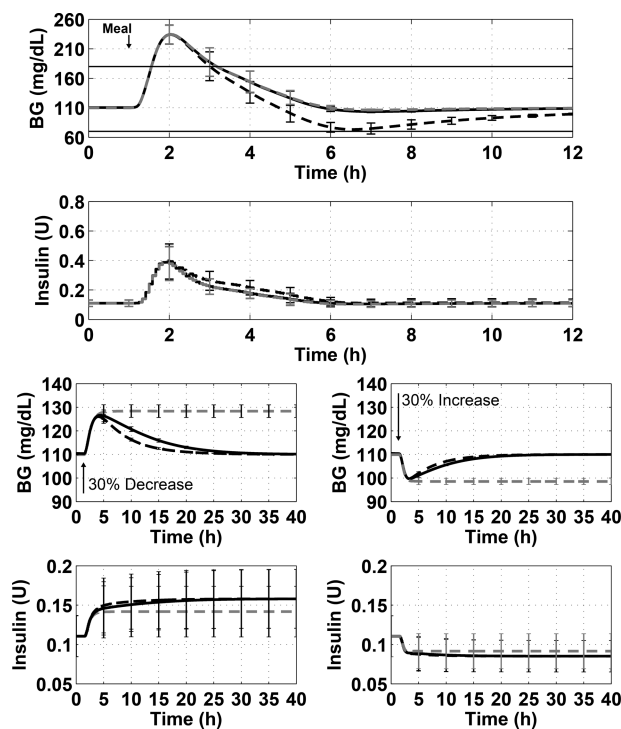 260
210
160
110
60
BG (mg/dL)
Meal
0 2 4 6 8 10 12
Time (h)
0.8
0.6
0.4
0.2
0
Insulin (U)
0 2 4 6 8 10 12
Time (h)
140
130
120
110
100
90
BG (mg/dL)
30% Decrease
0 5 10 15 20 25 30 35 40
Time (h)
140
130
120
110
100
90
BG (mg/dL)
30% Increase
0 5 10 15 20 25 30 35 40
Time (h)
0.2
0.15
0.1
0.05
Insulin (U)
0 5 10 15 20 25 30 35 40
Time (h)
0.2
0.15
0.1
0.05
Insulin (U)
0 5 10 15 20 25 30 35 40
Time (h)